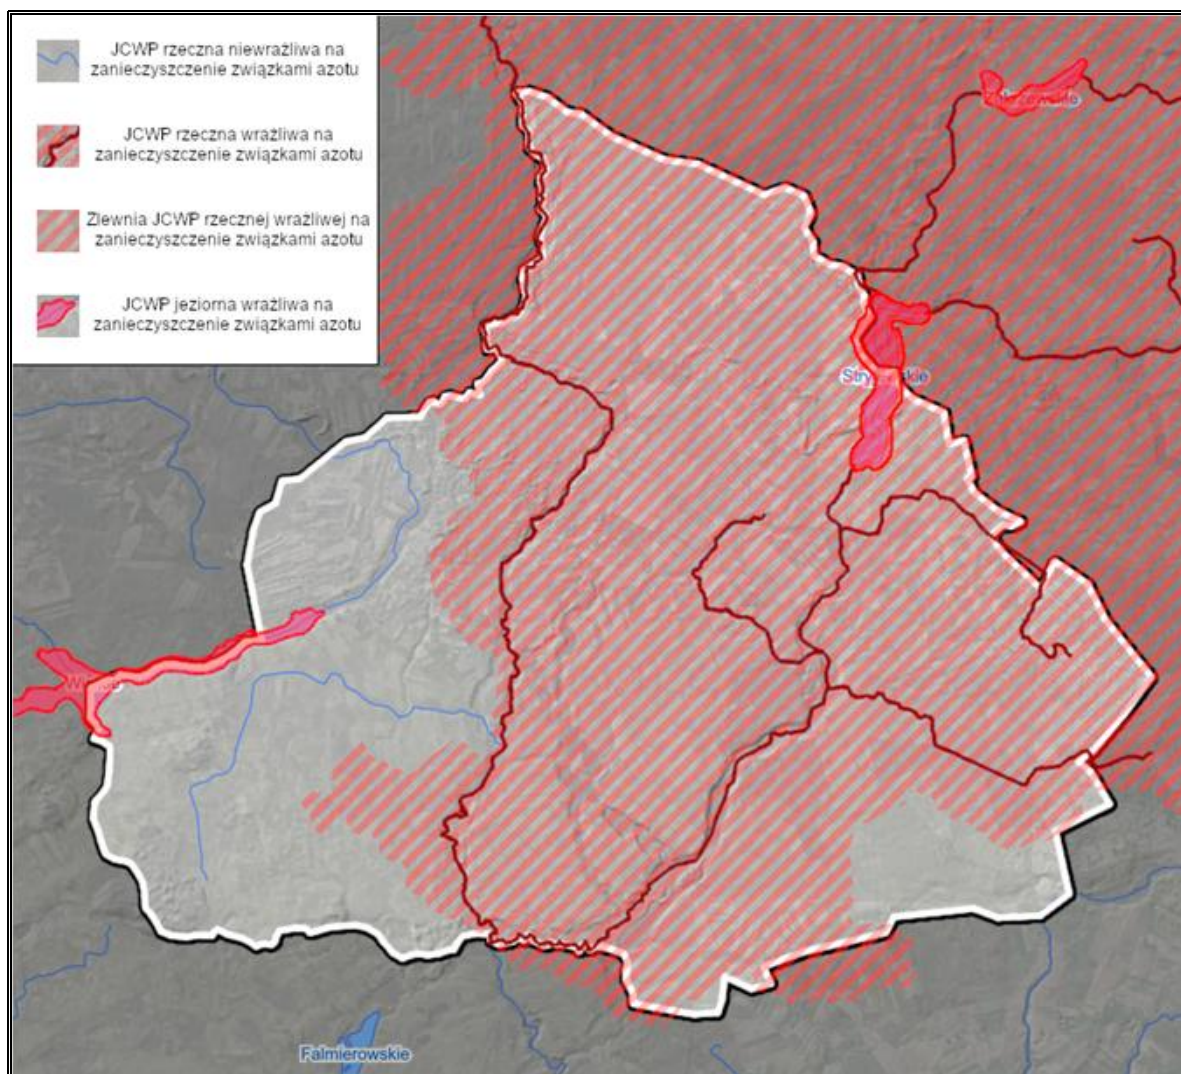 JCWP rzeczna niewrażliwa na
zanieczyszczenie związkami azotu
JCWP rzeczna wrażliwa na
zanieczyszczenie związkami azotu
Zlewnia JCWP rzecznej wrażliwej na
zanieczyszczenie związkami azotu
JCWP jeziorna wrażliwa na
zanieczyszczenie związkami azotu
Falmierowskie